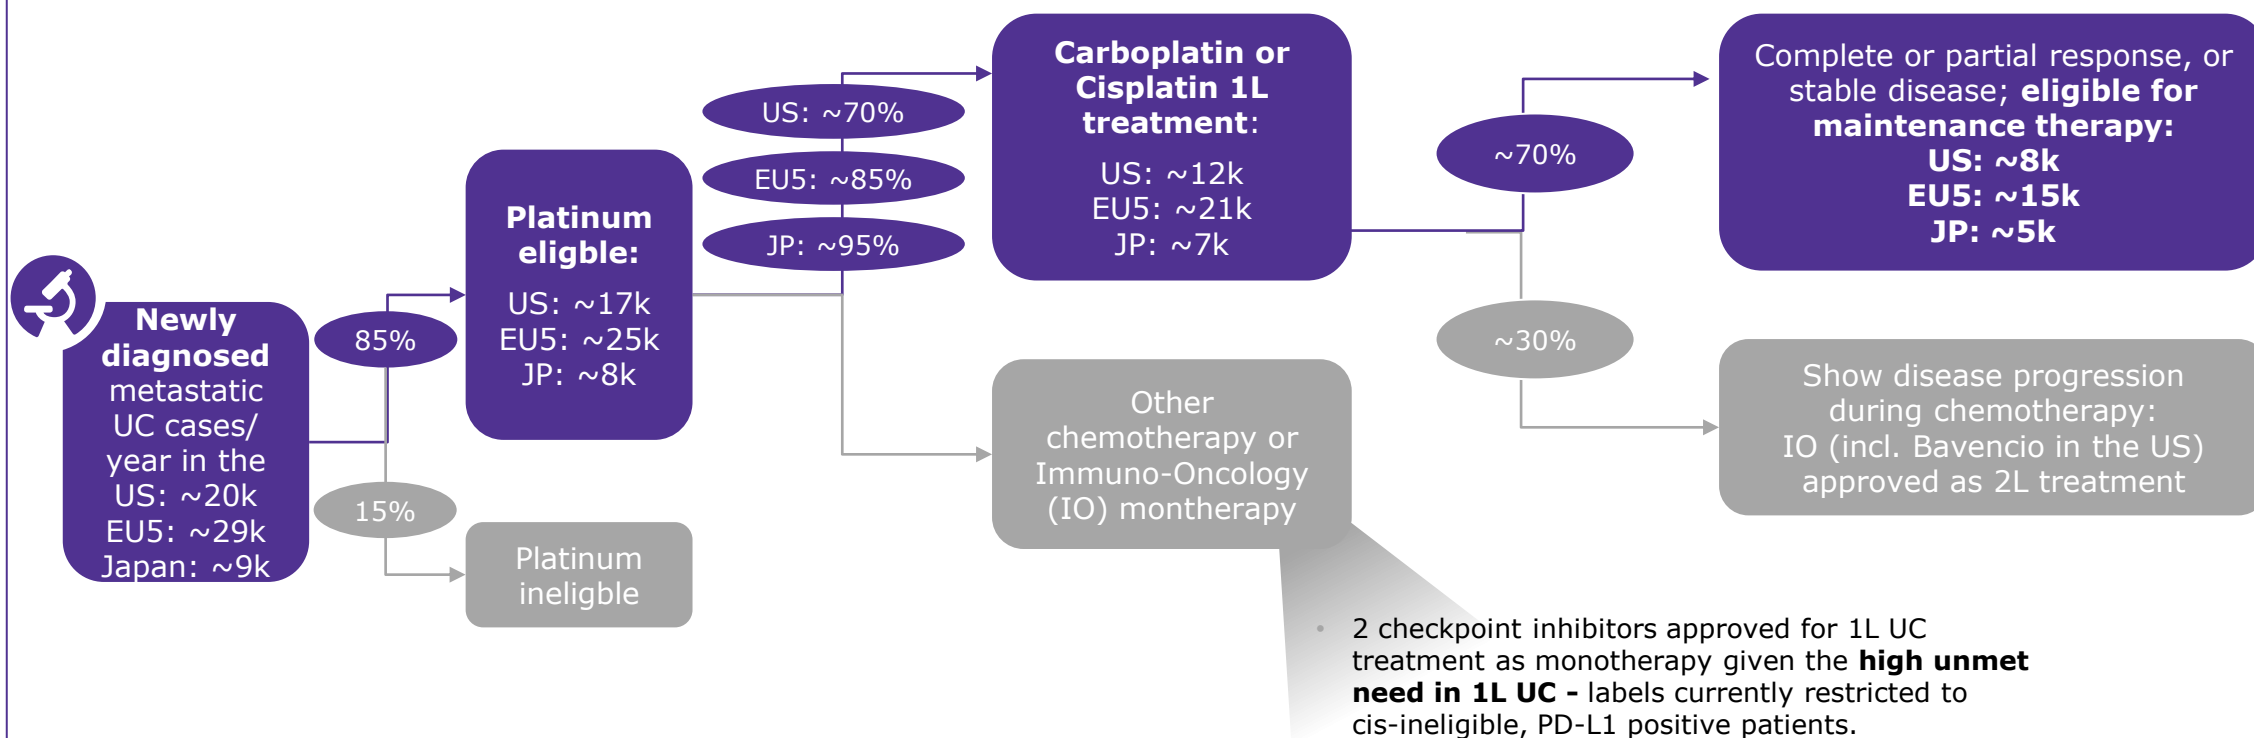 Newly
diagnosed
metastatic
UC cases/
year in the
US: ~20k
EU5: ~29k
Japan: ~9k
85%
15%
Platinum
eligble:
US: ~17k
EU5: ~25k
JP: ~8k
Platinum
ineligble
US: ~70%
EU5: ~85%
JP: ~95%
Carboplatin or
Cisplatin 1L
treatment:
US: ~12k
EU5: ~21k
JP: ~7k
Other
chemotherapy or
Immuno-Oncology
(IO) montherapy
~70%
~30%
Complete or partial response, or
stable disease; eligible for
maintenance therapy:
US: ~8k
EU5: ~15k
JP: ~5k
Show disease progression
during chemotherapy:
IO (incl. Bavencio in the US)
approved as 2L treatment
• 2 checkpoint inhibitors approved for 1L UC
treatment as monotherapy given the high unmet
need in 1L UC - labels currently restricted to
cis-ineligible, PD-L1 positive patients.